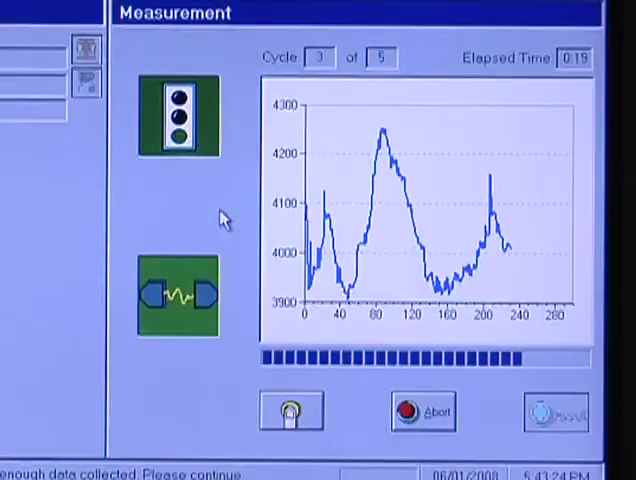 Measurement
Cycle 3 of 5 Elapsed Time: 0:19
4300
4200
4100
4000
3900
0 40 80 120 160 200 240 280
Abort
enough data collected. Please continue. 06/01/2008 5:43:24 PM